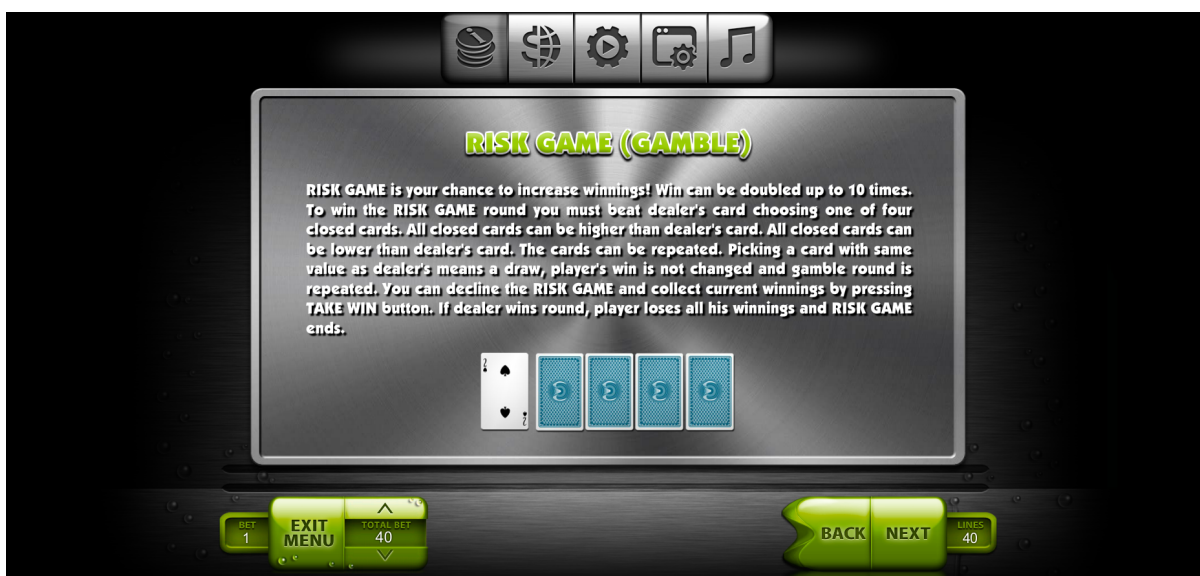 RISK GAME (GAMBLE)
RISK GAME is your chance to increase winnings! Win can be doubled up to 10 times.
To win the RISK GAME round you must beat dealer's card choosing one of four
closed cards. All closed cards can be higher than dealer's card. All closed cards can
be lower than dealer's card. The cards can be repeated. Picking a card with same
value as dealer's means a draw, player's win is not changed and gamble round is
repeated. You can decline the RISK GAME and collect current winnings by pressing
TAKE WIN button. If dealer wins round, player loses all his winnings and RISK GAME
ends.
2
2
BET
1
EXIT
MENU
TOTAL BET
40
BACK
NEXT
LINES
40